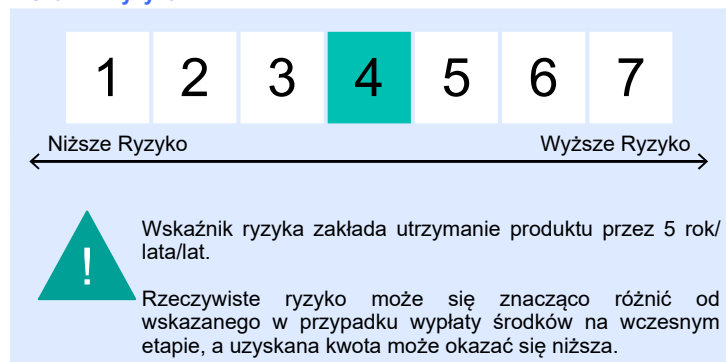 1 2 3 4 5 6 7
Niższe Ryzyko Wyższe Ryzyko
!
Wskaźnik ryzyka zakłada utrzymanie produktu przez 5 rok/
lata/lat.
Rzeczywiste ryzyko może się znacząco różnić od
wskazanego w przypadku wypłaty środków na wczesnym
etapie, a uzyskana kwota może okazać się niższa.